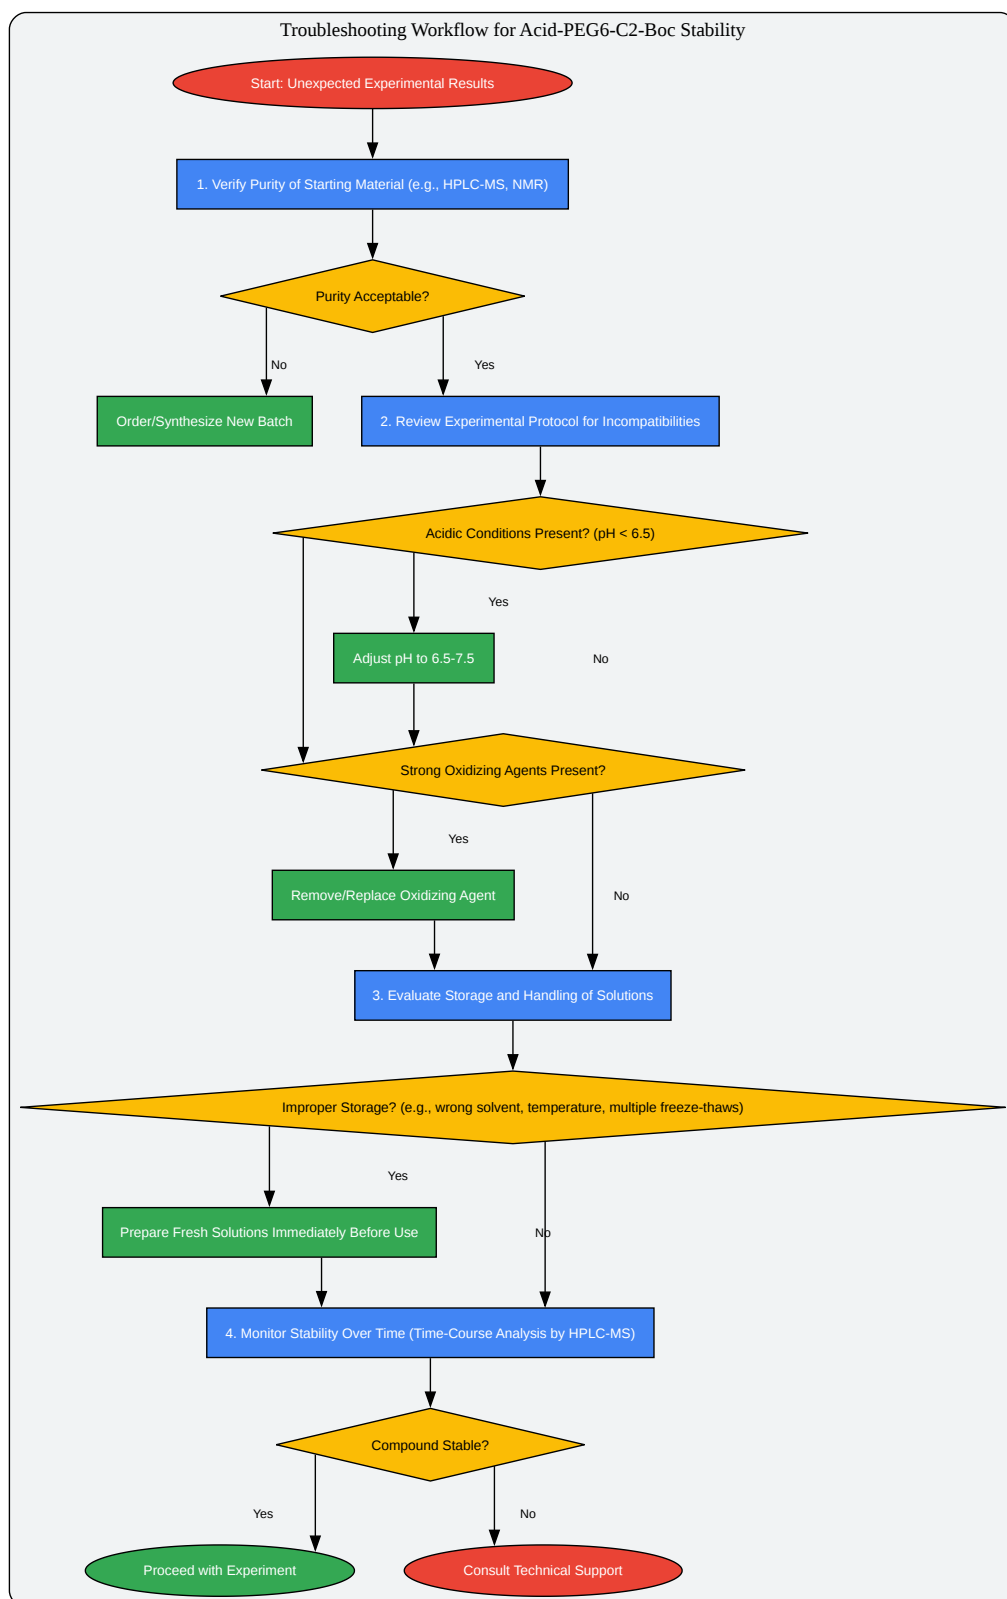 Troubleshooting Workflow for Acid-PEG6-C2-Boc Stability
Start: Unexpected Experimental Results
1. Verify Purity of Starting Material (e.g., HPLC-MS, NMR)
Purity Acceptable?
No
Yes
Order/Synthesize New Batch
2. Review Experimental Protocol for Incompatibilities
Acidic Conditions Present? (pH < 6.5)
Yes
Adjust pH to 6.5-7.5
No
Strong Oxidizing Agents Present?
Yes
Remove/Replace Oxidizing Agent
No
3. Evaluate Storage and Handling of Solutions
Improper Storage? (e.g., wrong solvent, temperature, multiple freeze-thaws)
Yes
Prepare Fresh Solutions Immediately Before Use
No
4. Monitor Stability Over Time (Time-Course Analysis by HPLC-MS)
Compound Stable?
Yes
No
Proceed with Experiment
Consult Technical Support